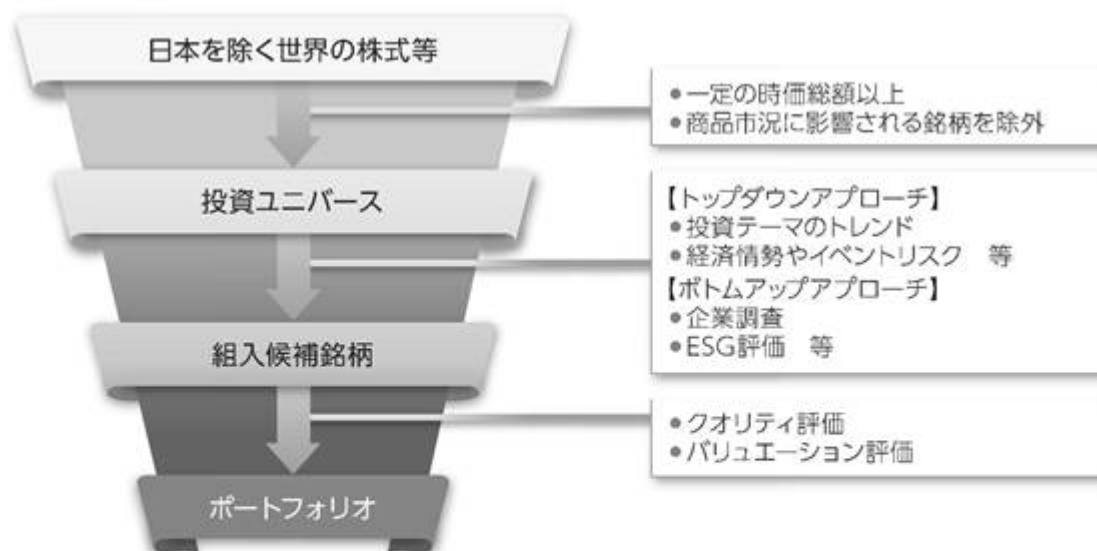 日本を除く世界の株式等
●一定の時価総額以上
●商品市況に影響される銘柄を除外
投資ユニバース
【トップダウンアプローチ】
●投資テーマのトレンド
●経済情勢やイベントリスク　等
【ボトムアップアプローチ】
●企業調査
●ESG評価　等
組入候補銘柄
●クオリティ評価
●バリュエーション評価
ポートフォリオ